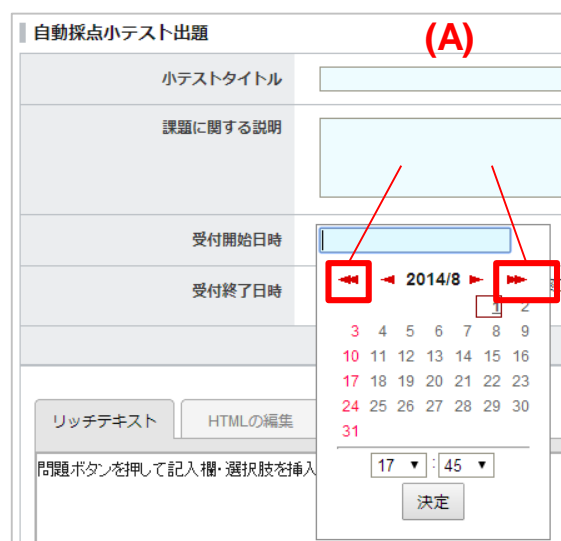 自動採点小テスト出題
(A)
小テストタイトル
課題に関する説明
受付開始日時
受付終了日時
2014/8
1 2
3 4 5 6 7 8 9
10 11 12 13 14 15 16
17 18 19 20 21 22 23
24 25 26 27 28 29 30
31
17 : 45
決定
リッチテキスト HTMLの編集
問題ボタンを押して記入欄・選択肢を挿入